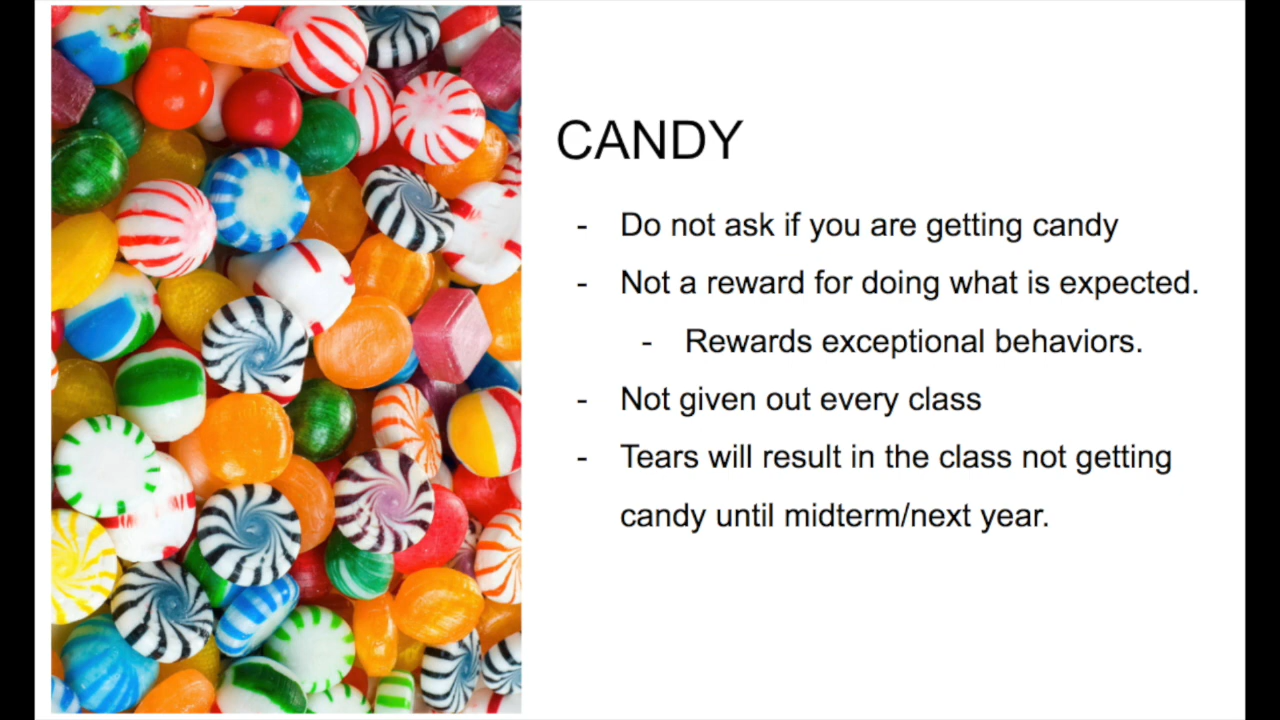 CANDY
- Do not ask if you are getting candy
- Not a reward for doing what is expected.
- Rewards exceptional behaviors.
- Not given out every class
- Tears will result in the class not getting
candy until midterm/next year.